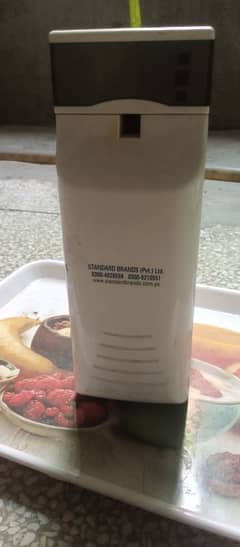 STANDARD BRANDS (Pvt.) Ltd.
www.standardbrands.com.pk